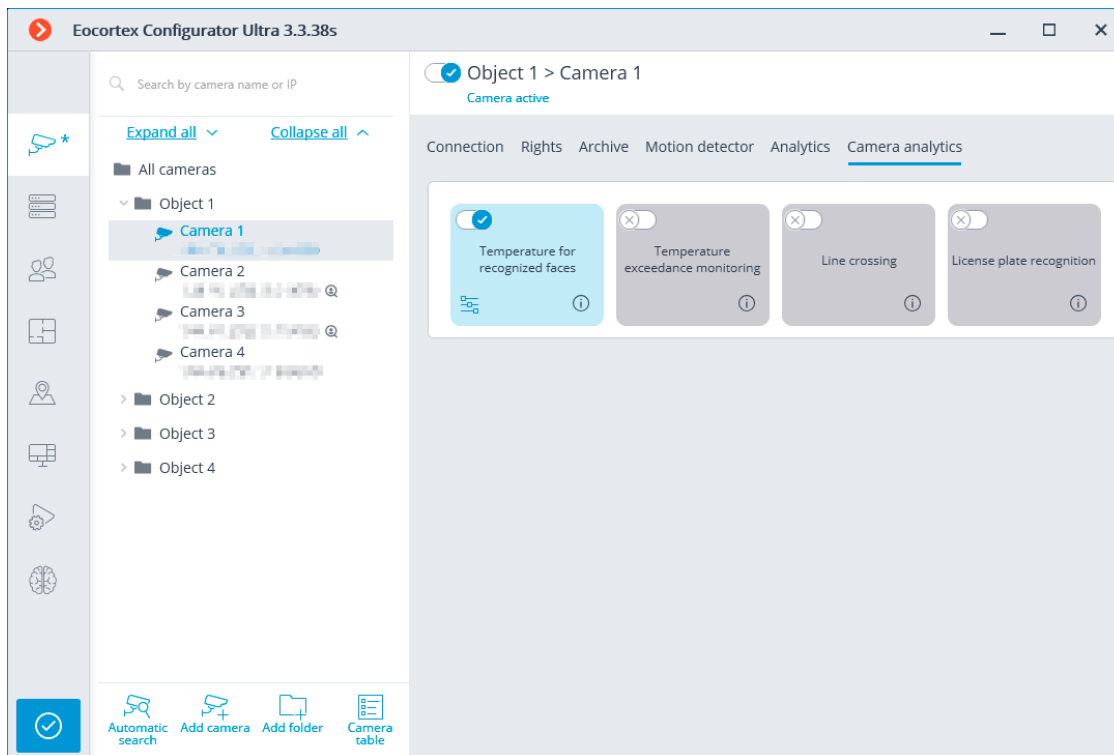 Eocortex Configurator Ultra 3.3.38s
Search by camera name or IP
Expand all
Collapse all
All cameras
Object 1
Camera 1
Camera 2
Camera 3
Camera 4
Object 2
Object 3
Object 4
Automatic
search
Add camera
Add folder
Camera
table
Object 1 > Camera 1
Camera active
Connection
Rights
Archive
Motion detector
Analytics
Camera analytics
Temperature for
recognized faces
Temperature
exceedance monitoring
Line crossing
License plate recognition